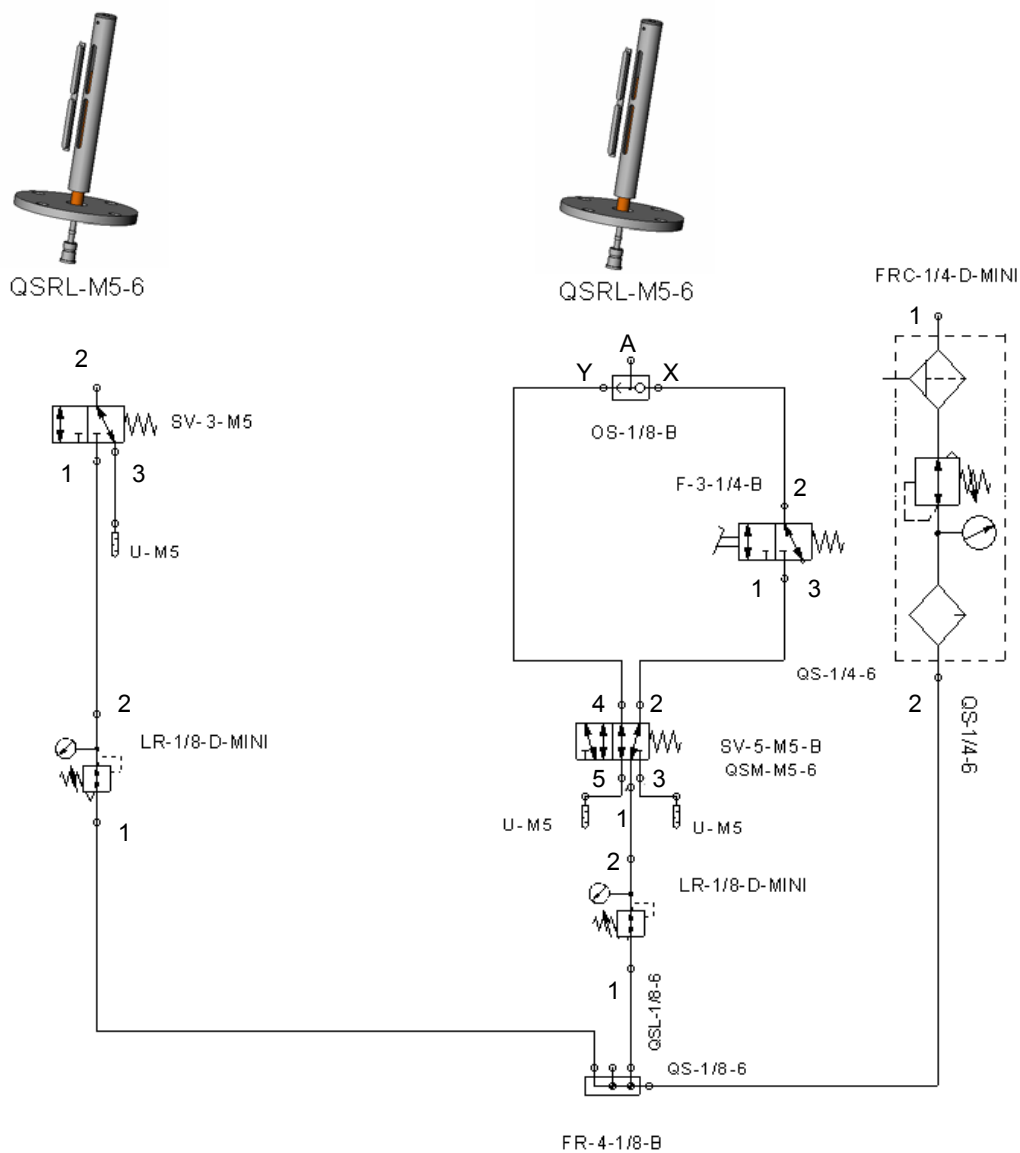 QSRL-M5-6
QSRL-M5-6
FRC-1/4-D-MINI
1
2
SV-3-M5
1
3
U-M5
A
Y
X
OS-1/8-B
F-3-1/4-B
2
1
3
QS-1/4-6
2
QS-1/4-6
2
LR-1/8-D-MINI
1
4
2
SV-5-M5-B
QSM-M5-6
5
3
U-M5
1
U-M5
2
LR-1/8-D-MINI
1
QSL-1/8-6
QS-1/8-6
FR-4-1/8-B